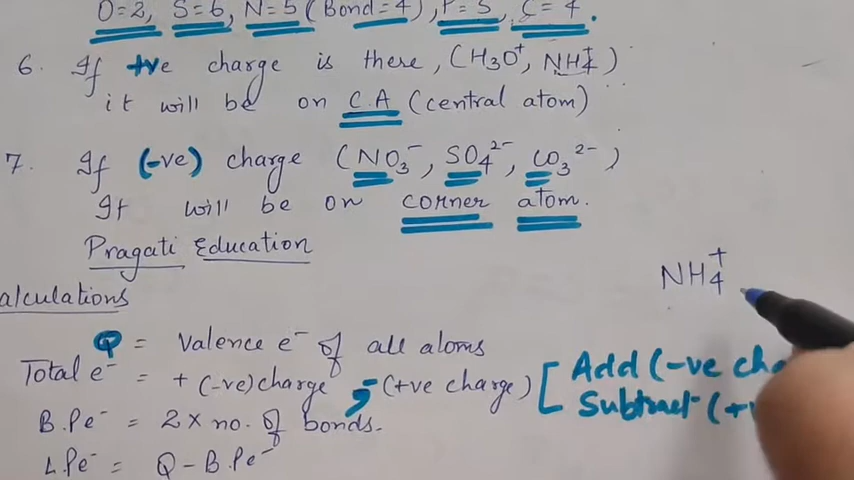 O=2, S=6, N=5 (Bond=4), P=5, C=4.
6. If +ve charge is there, (H3O⁺, NH4⁺)
it will be on C.A (central atom)
7. If (-ve) charge (NO3⁻, SO4²⁻, CO3²⁻)
It will be on corner atom.
Pragati Education
alculations
NH4⁺
Q = Valence e⁻ of all atoms
Total e⁻ = + (-ve) charge - (+ve charge) [ Add (-ve cha
Subtract (+v
B.Pe⁻ = 2 × no. of bonds.
L.Pe⁻ = Q - B.Pe⁻